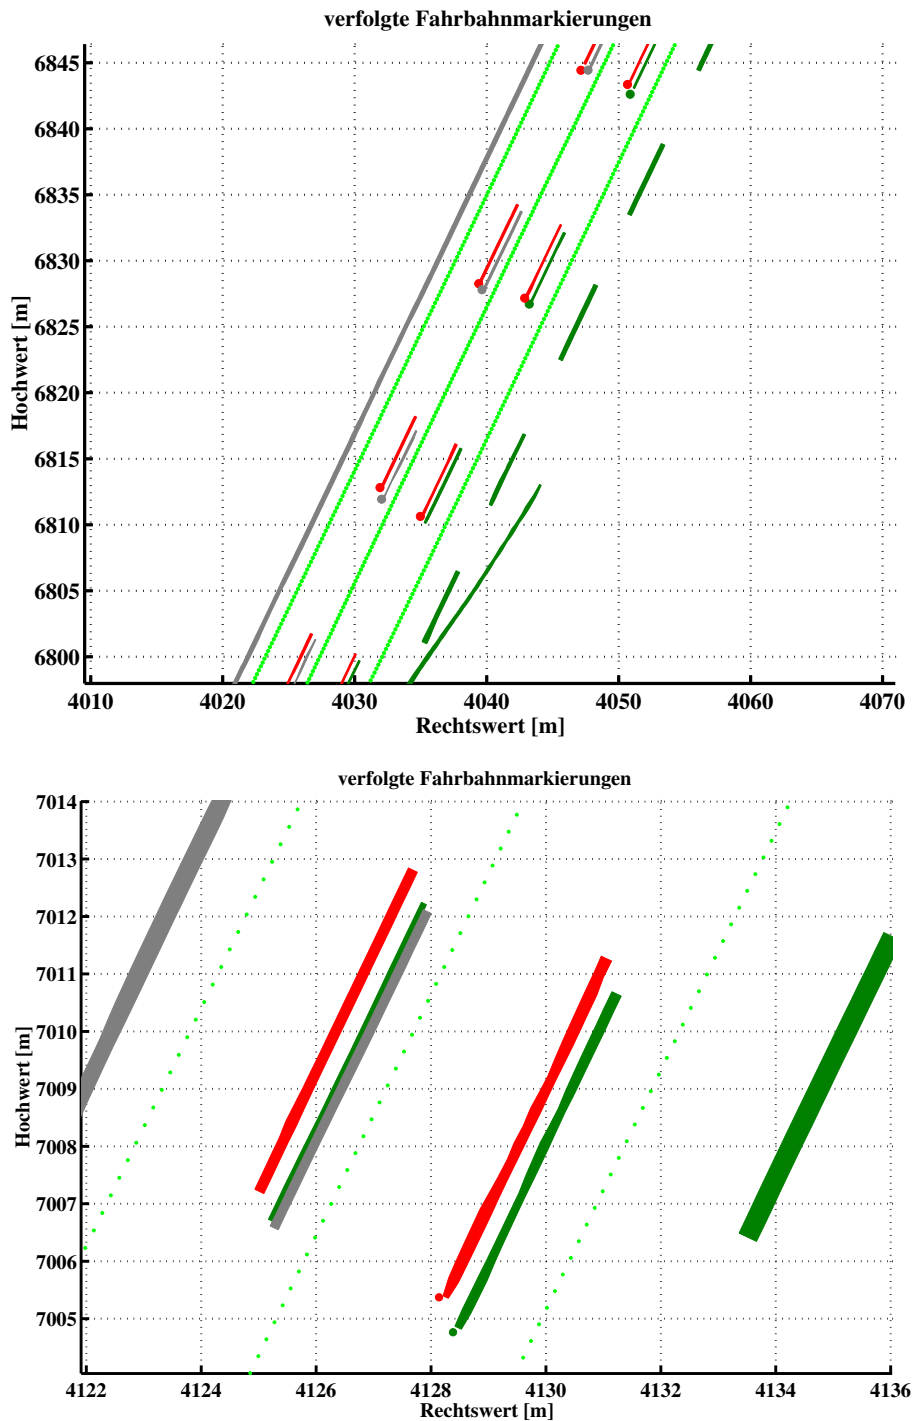 verfolgte Fahrbahnmarkierungen
6845
6840
6835
6830
6825
6820
6815
6810
6805
6800
Hochwert [m]
4010 4020 4030 4040 4050 4060 4070
Rechtswert [m]
verfolgte Fahrbahnmarkierungen
7014
7013
7012
7011
7010
7009
7008
7007
7006
7005
Hochwert [m]
4122 4124 4126 4128 4130 4132 4134 4136
Rechtswert [m]